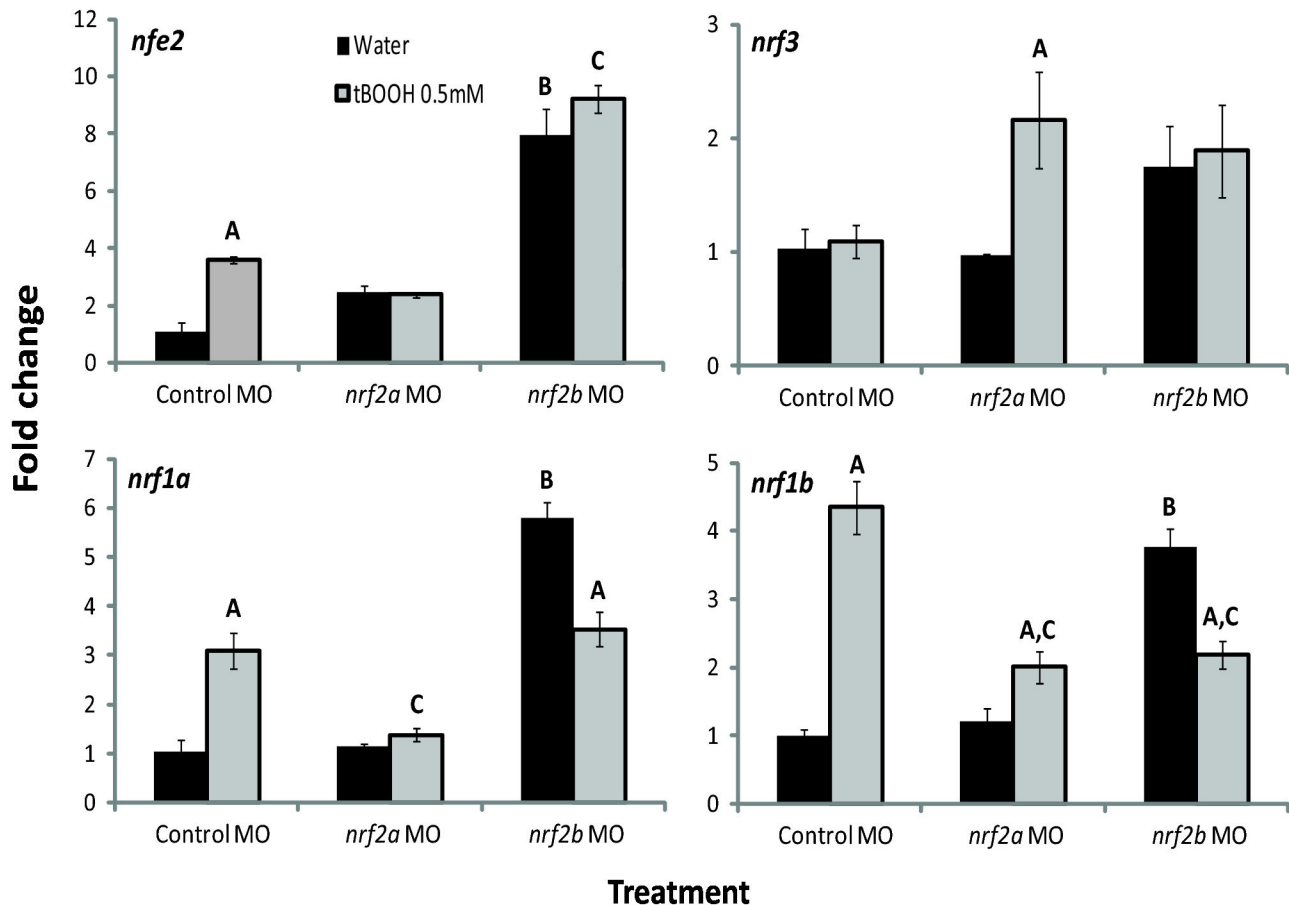 Fold change
nfe2
Water
tBOOH 0.5mM
12
10
8
6
4
2
0
A
B
C
Control MO
nrf2a MO
nrf2b MO
nrf3
3
2
1
0
A
Control MO
nrf2a MO
nrf2b MO
nrf1a
7
6
5
4
3
2
1
0
A
C
B
A
Control MO
nrf2a MO
nrf2b MO
nrf1b
5
4
3
2
1
0
A
A,C
B
A,C
Control MO
nrf2a MO
nrf2b MO
Treatment